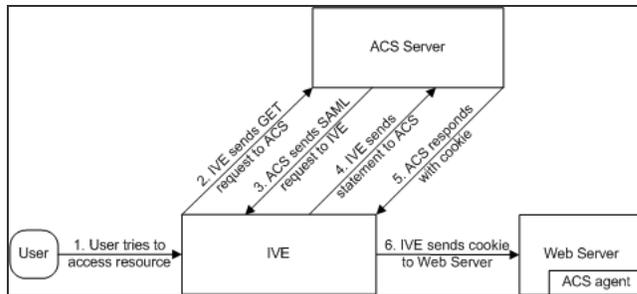 ACS Server
2. IVE sends GET
request to ACS
3. ACS sends SAML
request to IVE
4. IVE sends
statement to ACS
5. ACS responds
with cookie
User
1. User tries to
access resource
IVE
6. IVE sends cookie
to Web Server
Web Server
ACS agent